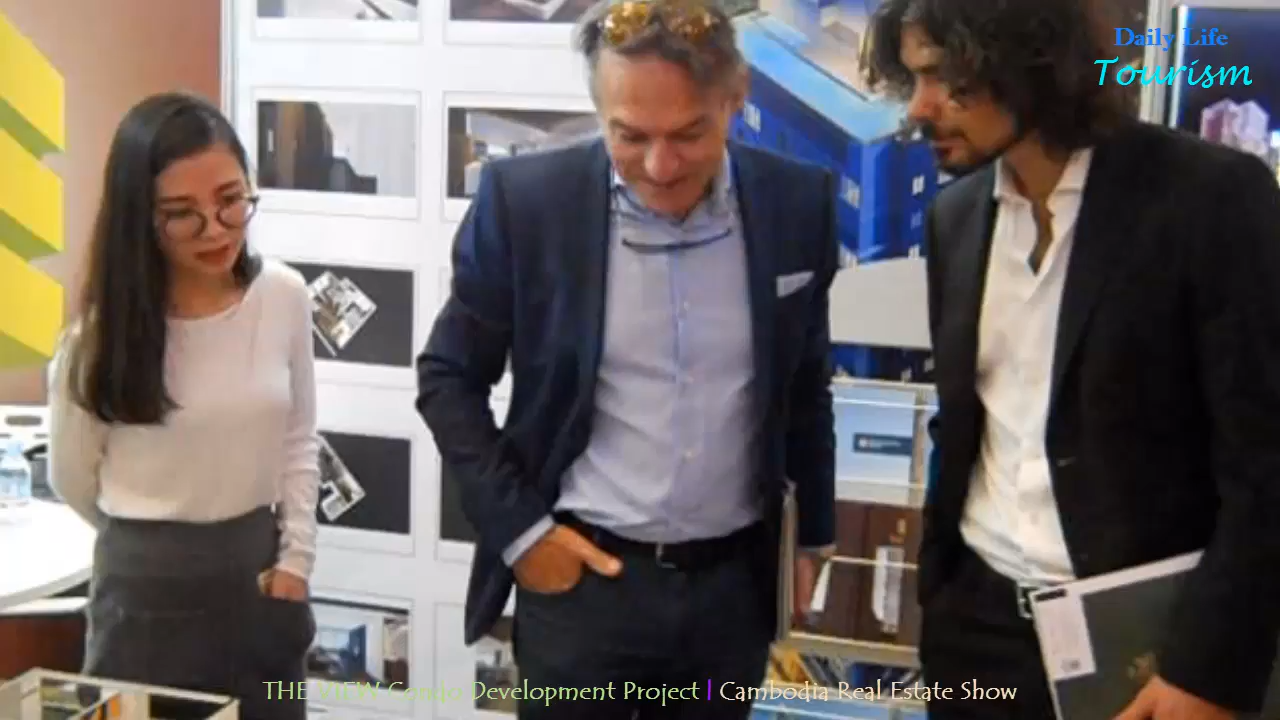 Daily Life
Tourism
THE VIEW Condo Development Project | Cambodia Real Estate Show